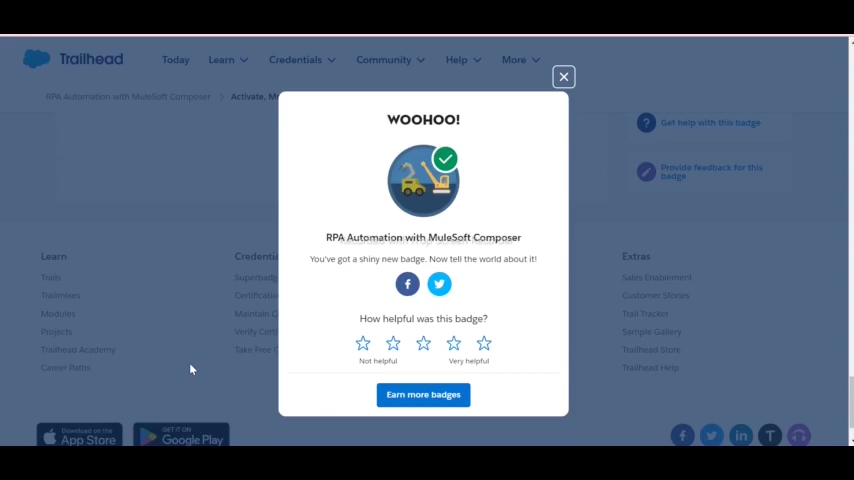 Trailhead
Today
Learn
Credentials
Community
Help
More
RPA Automation with MuleSoft Composer
Activate, M
Get help with this badge
Provide feedback for this
badge
WOOHOO!
RPA Automation with MuleSoft Composer
You've got a shiny new badge. Now tell the world about it!
How helpful was this badge?
Not helpful
Very helpful
Earn more badges
Learn
Trails
Trailmixes
Modules
Projects
Trailhead Academy
Career Paths
Credentia
Superbadg
Certification
Maintain C
Verify Certi
Take Free C
Extras
Sales Enablement
Customer Stories
Trail Tracker
Sample Gallery
Trailhead Store
Trailhead Help
Download on the
App Store
GET IT ON
Google Play